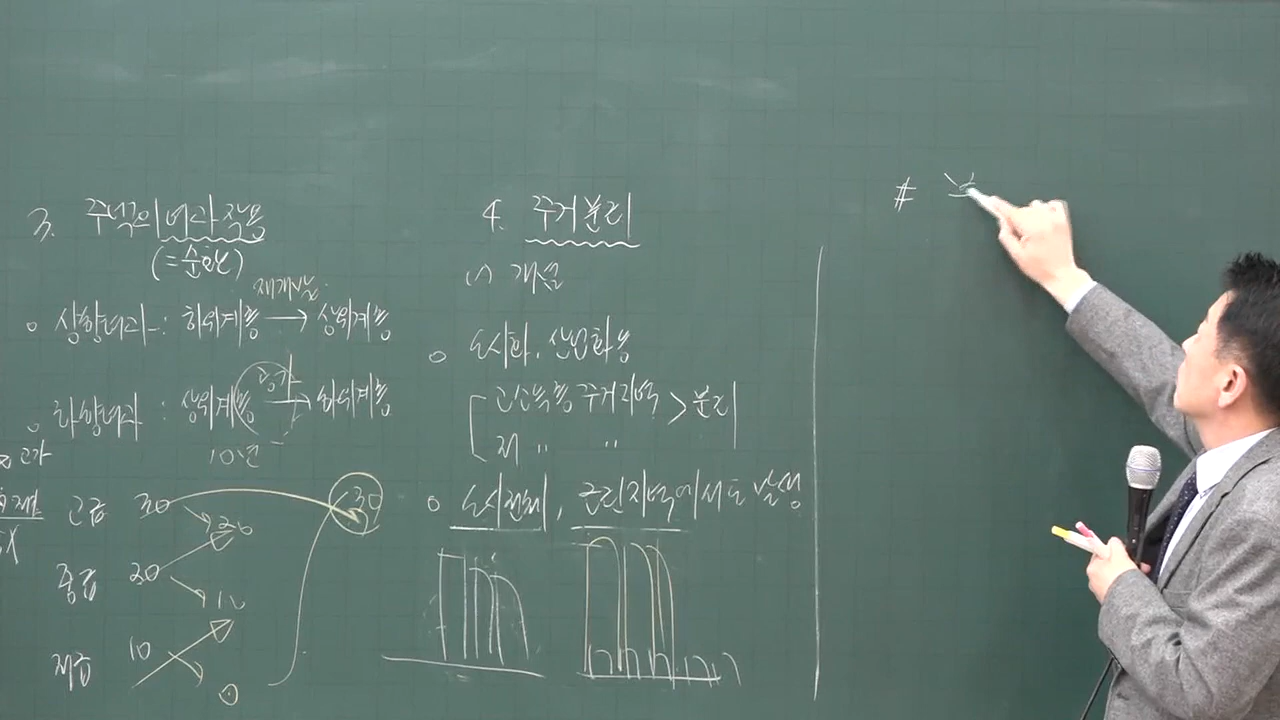 3. 주택의 여과작용
(=순환)
재개발
○ 상향여과 : 하위계층 → 상위계층
○ 하향여과 : 상위계층 → 하위계층
10년
고급 30 30
20
중급 20
10
저급 10
0
4. 주거분리
(1) 개념
○ 도시화, 산업화 등
고소득층 주거지역 > 분리
저 〃 〃
○ 도시전체, 근린지역에서도 발생
#